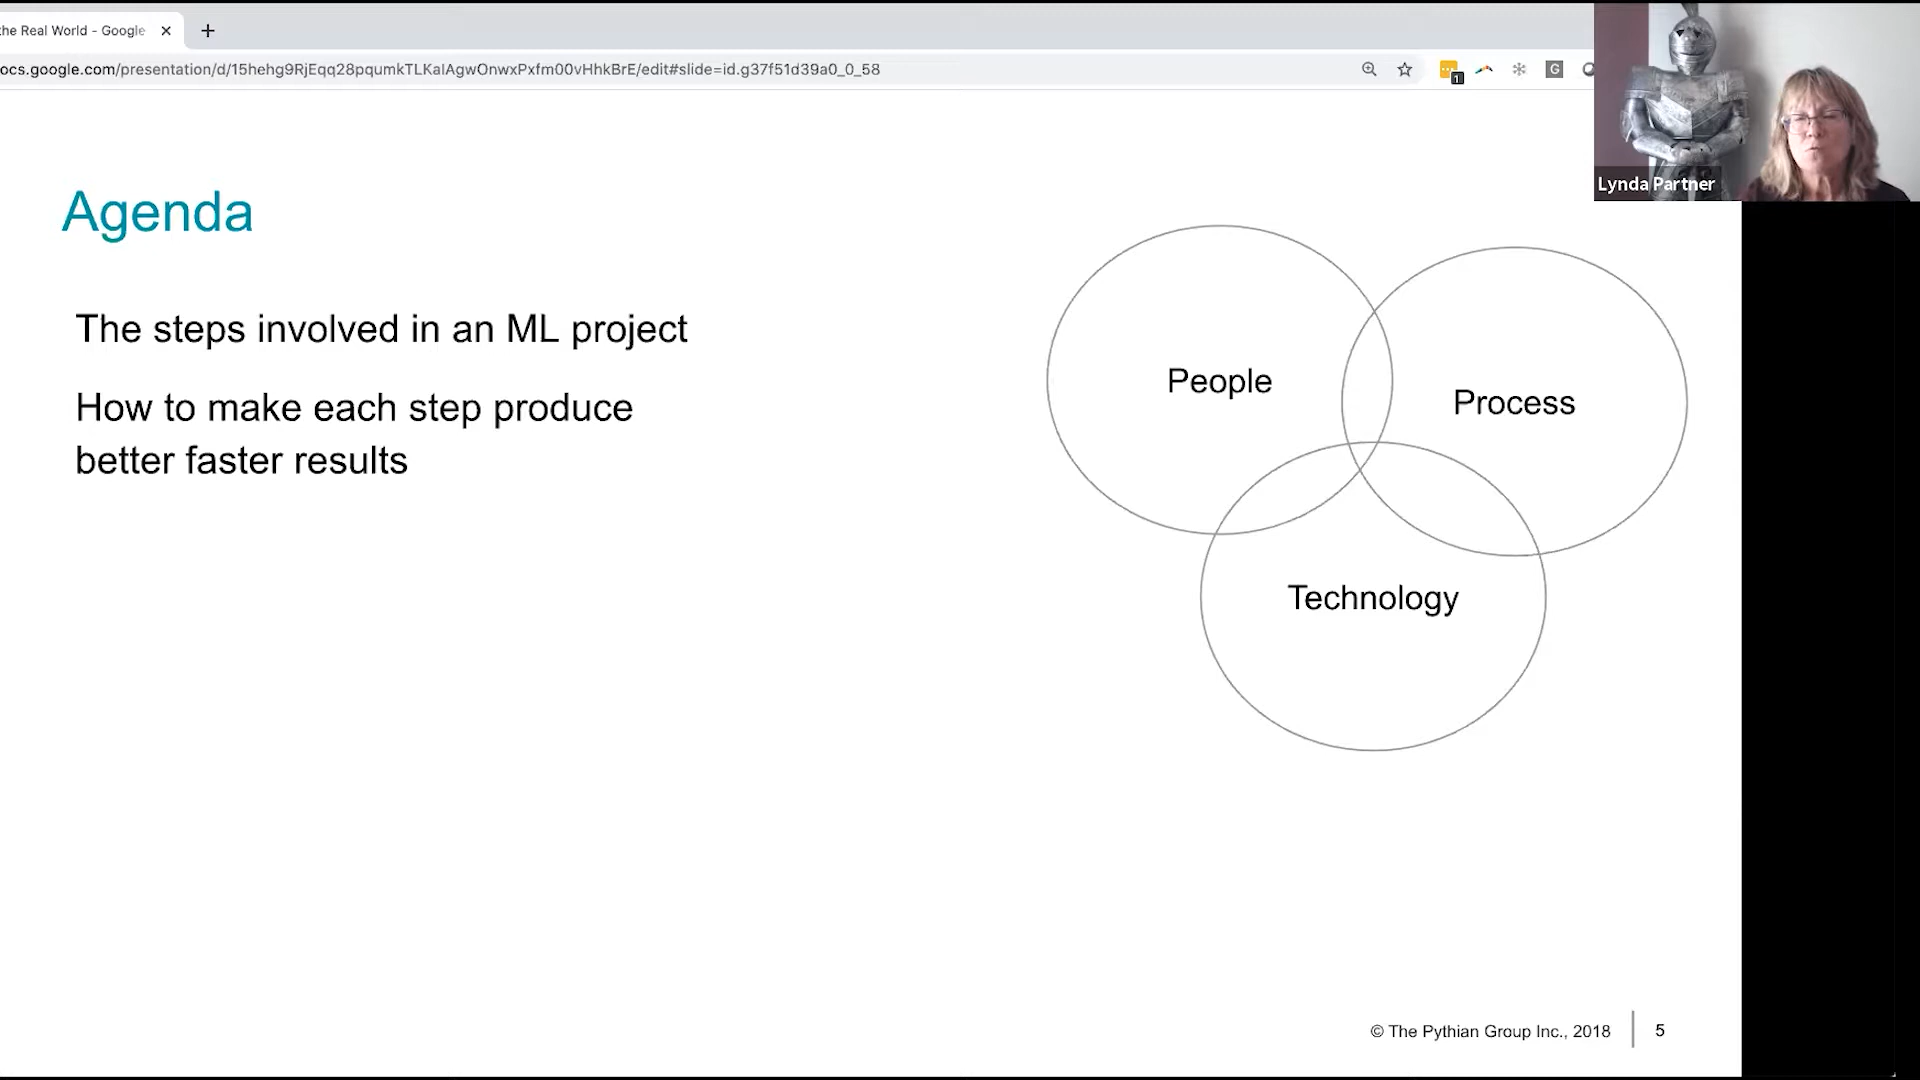 the Real World - Google
ocs.google.com/presentation/d/15hehg9RjEqq28pqumkTLKaIAgwOnwxPxfm00vHhkBrE/edit#slide=id.g37f51d39a0_0_58
1
G
Lynda Partner
Agenda
The steps involved in an ML project
How to make each step produce
better faster results
People
Process
Technology
© The Pythian Group Inc., 2018
5